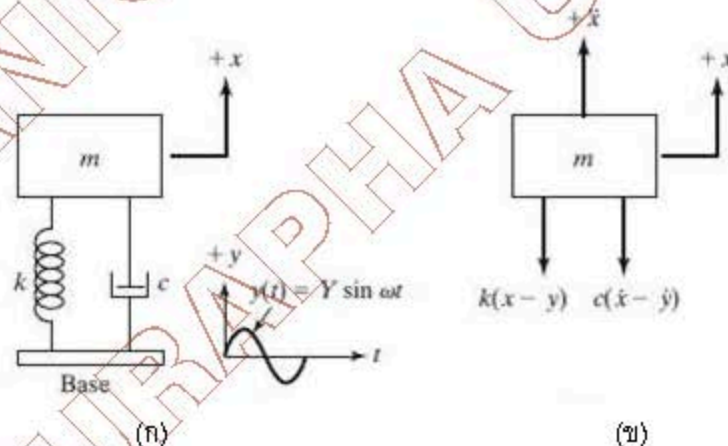 + x
m
k
c
Base
+ y
y(t) = Y sin ωt
t
(ก)
+ ẍ
+ x
m
k(x − y) c(ẋ − ẏ)
(ข)